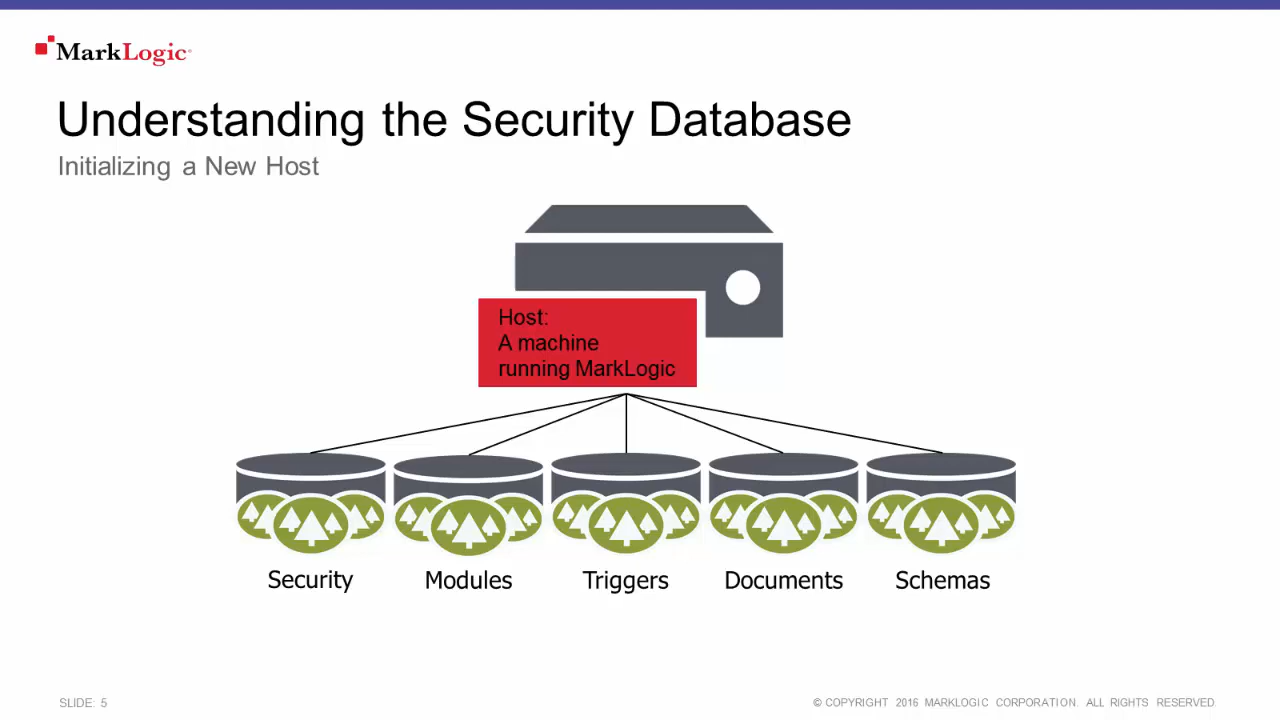 MarkLogic
Understanding the Security Database
Initializing a New Host
Host:
A machine
running MarkLogic
Security
Modules
Triggers
Documents
Schemas
SLIDE: 5
© COPYRIGHT 2016 MARKLOGIC CORPORATION. ALL RIGHTS RESERVED.